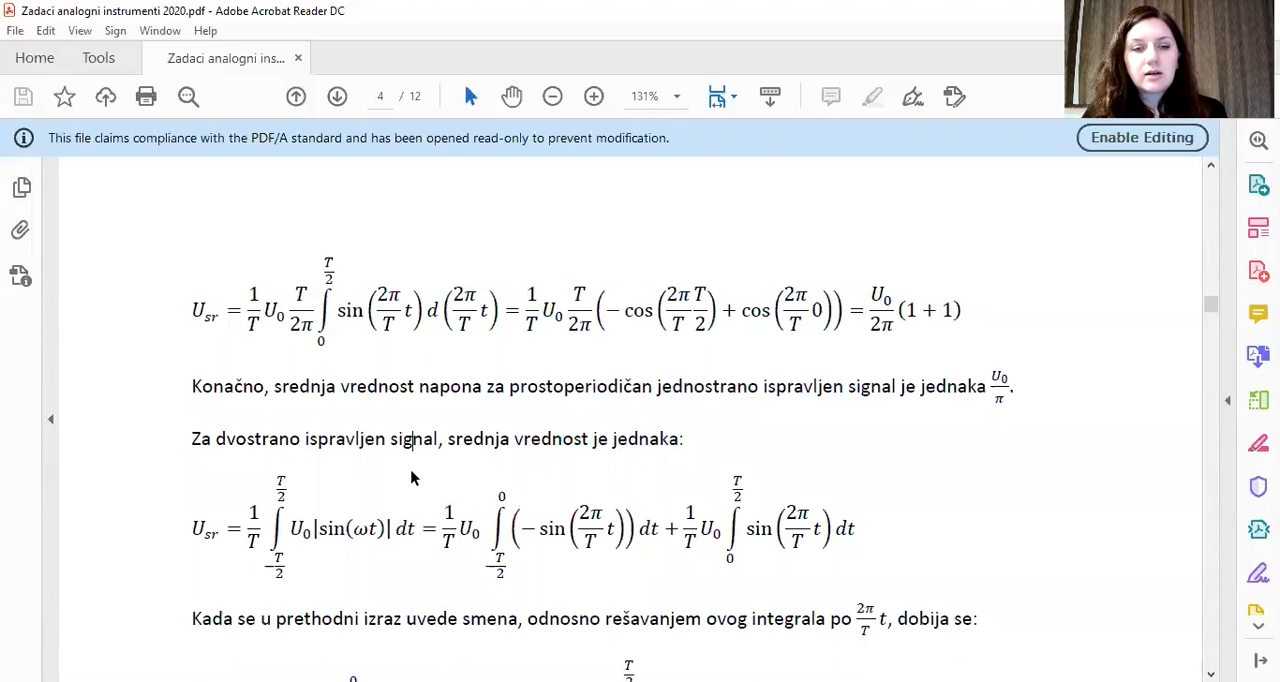 Zadaci analogni instrumenti 2020.pdf - Adobe Acrobat Reader DC
File Edit View Sign Window Help
Home Tools Zadaci analogni ins... ×
4 / 12 131%
This file claims compliance with the PDF/A standard and has been opened read-only to prevent modification. Enable Editing
U_sr = 1/T U_0 T/2π ∫_0^{T/2} sin(2π/T t) d(2π/T t) = 1/T U_0 T/2π (− cos(2π/T T/2) + cos(2π/T 0)) = U_0/2π (1 + 1)
Konačno, srednja vrednost napona za prostoperiodičan jednostrano ispravljen signal je jednaka U_0/π.
Za dvostrano ispravljen signal, srednja vrednost je jednaka:
U_sr = 1/T ∫_{−T/2}^{T/2} U_0|sin(ωt)| dt = 1/T U_0 ∫_{−T/2}^0 (− sin(2π/T t)) dt + 1/T U_0 ∫_0^{T/2} sin(2π/T t) dt
Kada se u prethodni izraz uvede smena, odnosno rešavanjem ovog integrala po 2π/T t, dobija se:
0 T/2